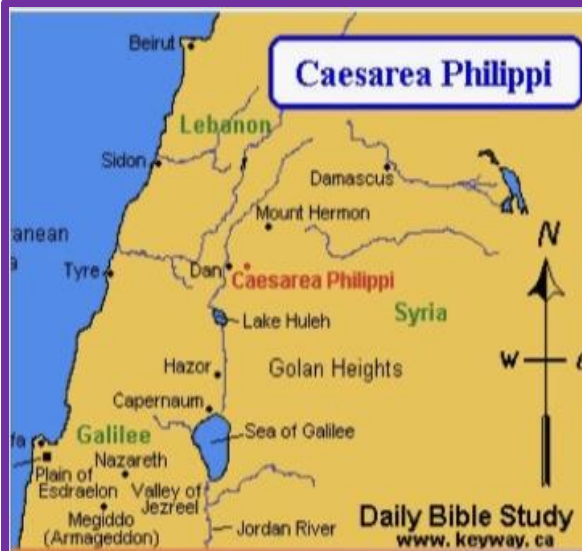 Caesarea Philippi
Beirut
Lebanon
Sidon
Damascus
Mount Hermon
ranean
N
Tyre
Dan
Caesarea Philippi
Syria
Lake Huleh
W
Hazor
Golan Heights
Capernaum
fa
Galilee
Sea of Galilee
Plain of
Esdraelon
Nazareth
Valley of
Jezreel
Megiddo
(Armageddon)
Jordan River
Daily Bible Study
www.keyway.ca